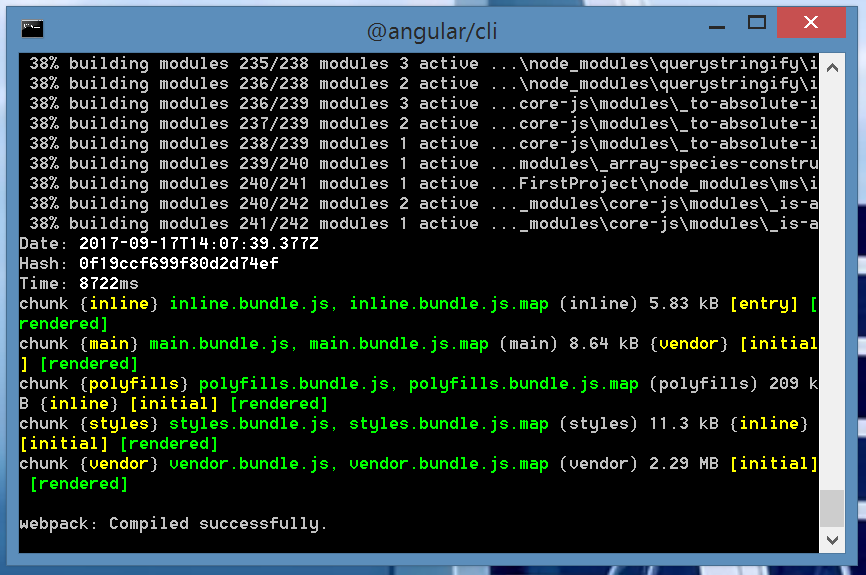 @angular/cli
38% building modules 235/238 modules 3 active ...\node_modules\querystringify\i
38% building modules 236/238 modules 2 active ...\node_modules\querystringify\i
38% building modules 236/239 modules 3 active ...core-js\modules\_to-absolute-i
38% building modules 237/239 modules 2 active ...core-js\modules\_to-absolute-i
38% building modules 238/239 modules 1 active ...core-js\modules\_to-absolute-i
38% building modules 239/240 modules 1 active ...modules\_array-species-constru
38% building modules 240/241 modules 1 active ...FirstProject\node_modules\ms\i
38% building modules 240/242 modules 2 active ..._modules\core-js\modules\_is-a
38% building modules 241/242 modules 1 active ..._modules\core-js\modules\_is-a
Date: 2017-09-17T14:07:39.377Z
Hash: 0f19ccf699f80d2d74ef
Time: 8722ms
chunk {inline} inline.bundle.js, inline.bundle.js.map (inline) 5.83 kB [entry] [
rendered]
chunk {main} main.bundle.js, main.bundle.js.map (main) 8.64 kB {vendor} [initial
] [rendered]
chunk {polyfills} polyfills.bundle.js, polyfills.bundle.js.map (polyfills) 209 k
B {inline} [initial] [rendered]
chunk {styles} styles.bundle.js, styles.bundle.js.map (styles) 11.3 kB {inline}
[initial] [rendered]
chunk {vendor} vendor.bundle.js, vendor.bundle.js.map (vendor) 2.29 MB [initial]
[rendered]
webpack: Compiled successfully.